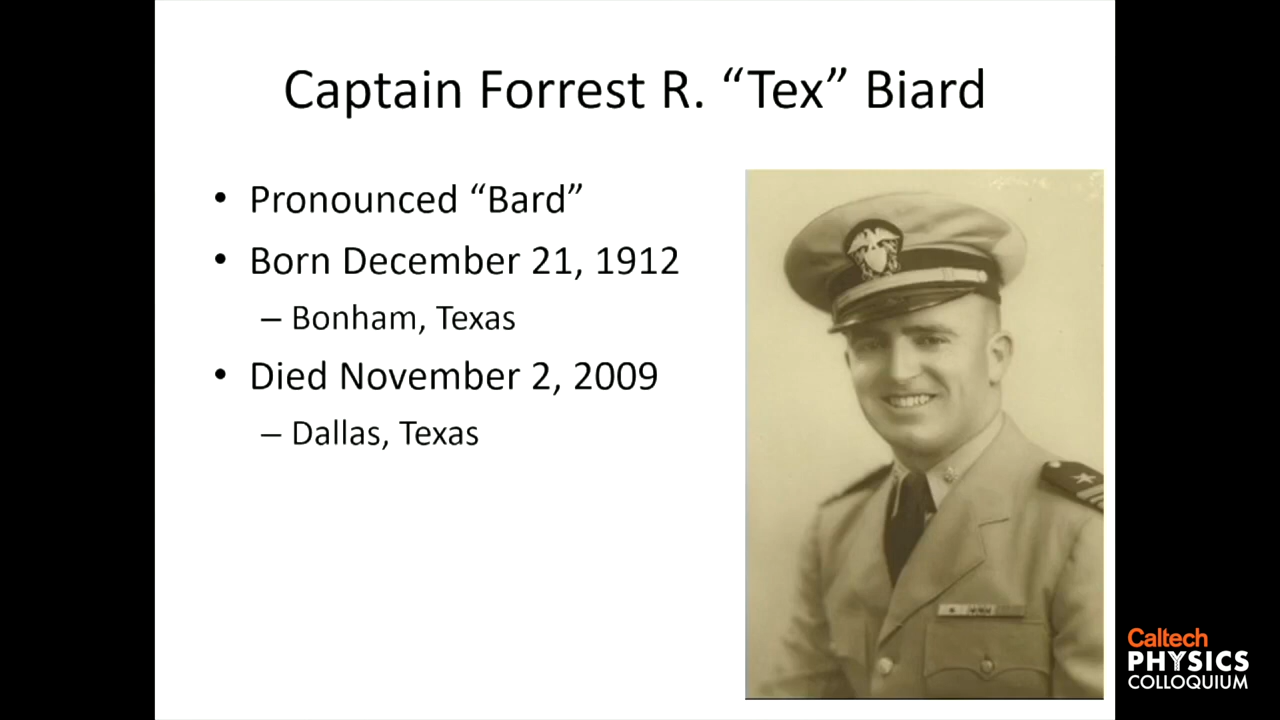 Captain Forrest R. “Tex” Biard
• Pronounced “Bard”
• Born December 21, 1912
– Bonham, Texas
• Died November 2, 2009
– Dallas, Texas
Caltech
PHYSICS
COLLOQUIUM